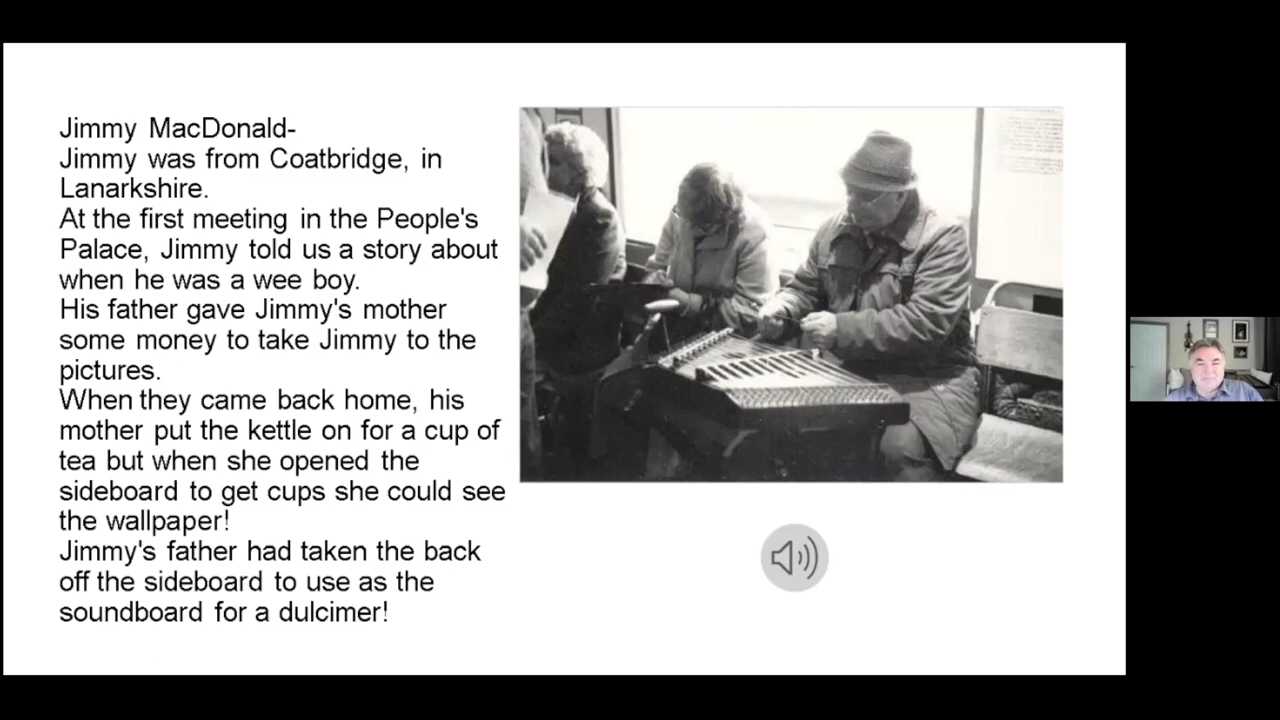 Jimmy MacDonald-
Jimmy was from Coatbridge, in
Lanarkshire.
At the first meeting in the People's
Palace, Jimmy told us a story about
when he was a wee boy.
His father gave Jimmy's mother
some money to take Jimmy to the
pictures.
When they came back home, his
mother put the kettle on for a cup of
tea but when she opened the
sideboard to get cups she could see
the wallpaper!
Jimmy's father had taken the back
off the sideboard to use as the
soundboard for a dulcimer!